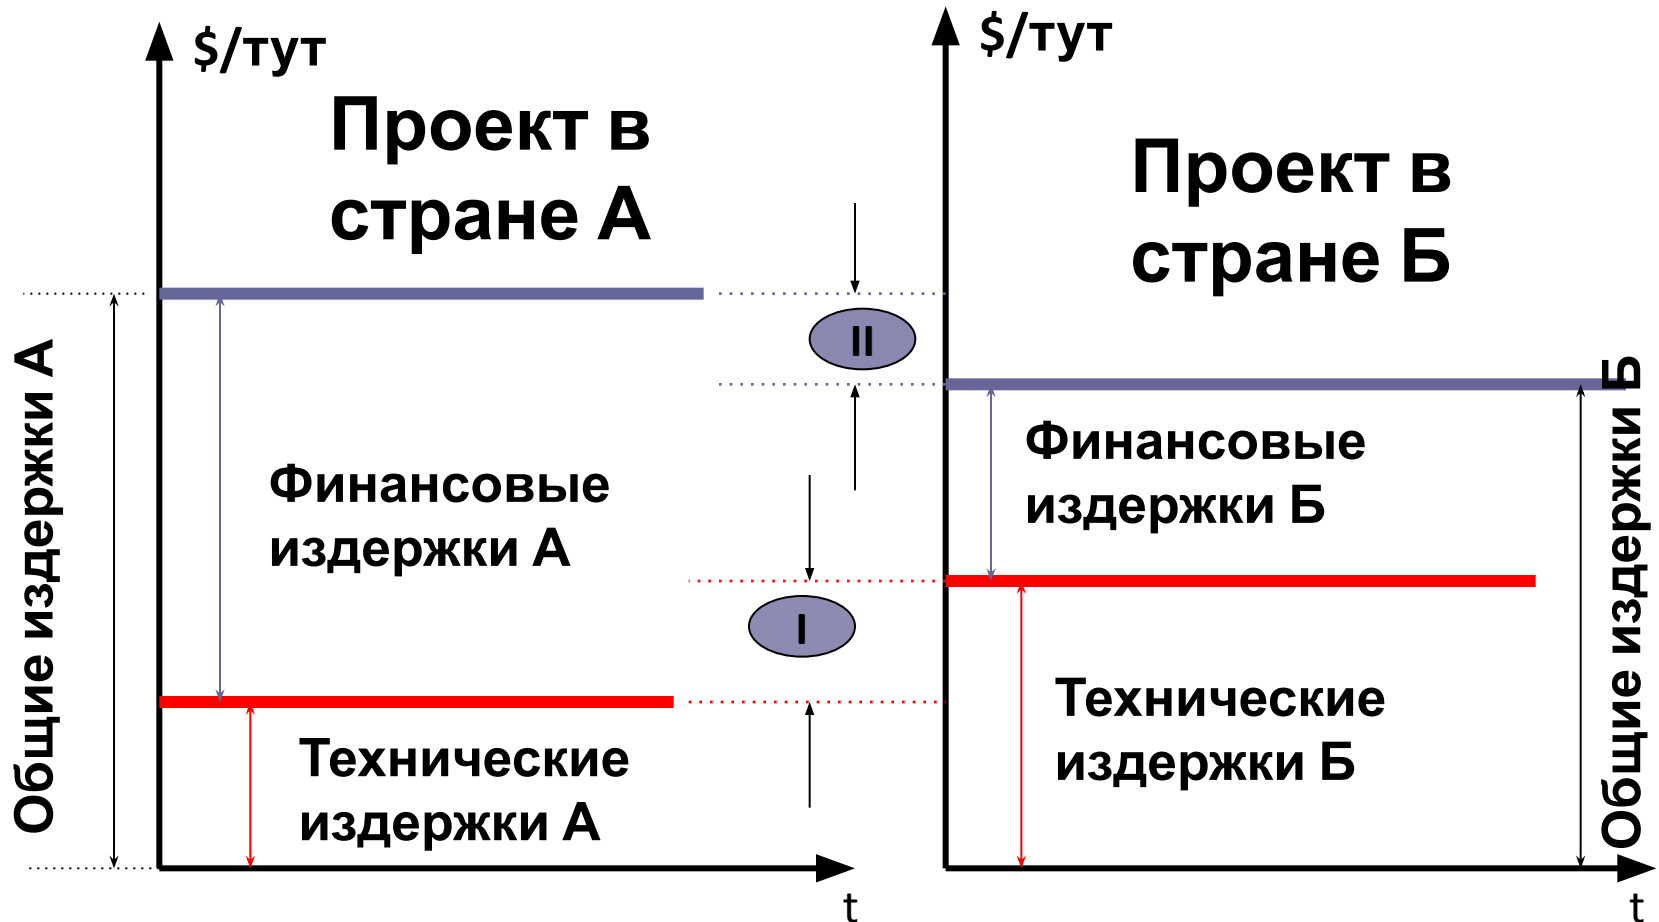 $/тут
Проект в
стране А
Общие издержки А
Финансовые
издержки А
Технические
издержки А
t
II
I
$/тут
Проект в
стране Б
Финансовые
издержки Б
Технические
издержки Б
Общие издержки Б
t